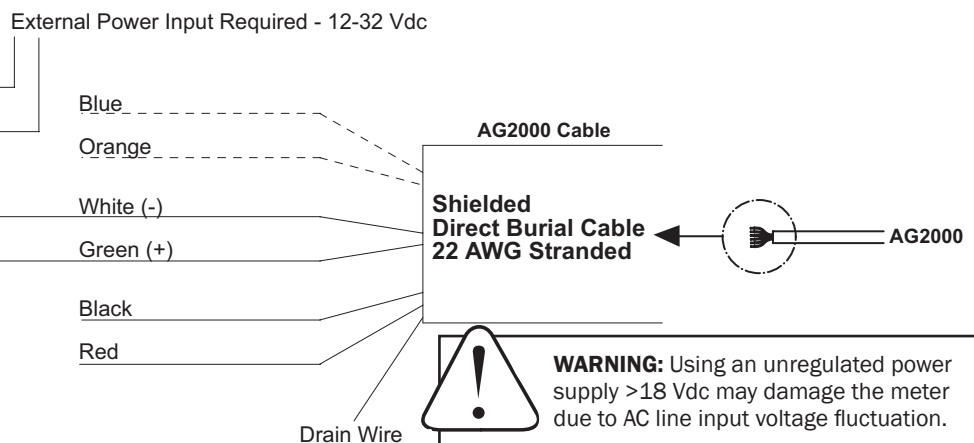 External Power Input Required - 12-32 Vdc
Blue
Orange
White (-)
Green (+)
Black
Red
Drain Wire
AG2000 Cable
Shielded
Direct Burial Cable
22 AWG Stranded
AG2000
!
WARNING: Using an unregulated power
supply >18 Vdc may damage the meter
due to AC line input voltage fluctuation.